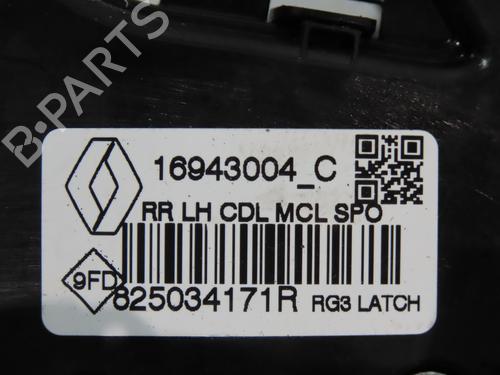 B-PARTS
16943004_C
RR LH CDL MCL SPO
9FD
825034171R RG3 LATCH